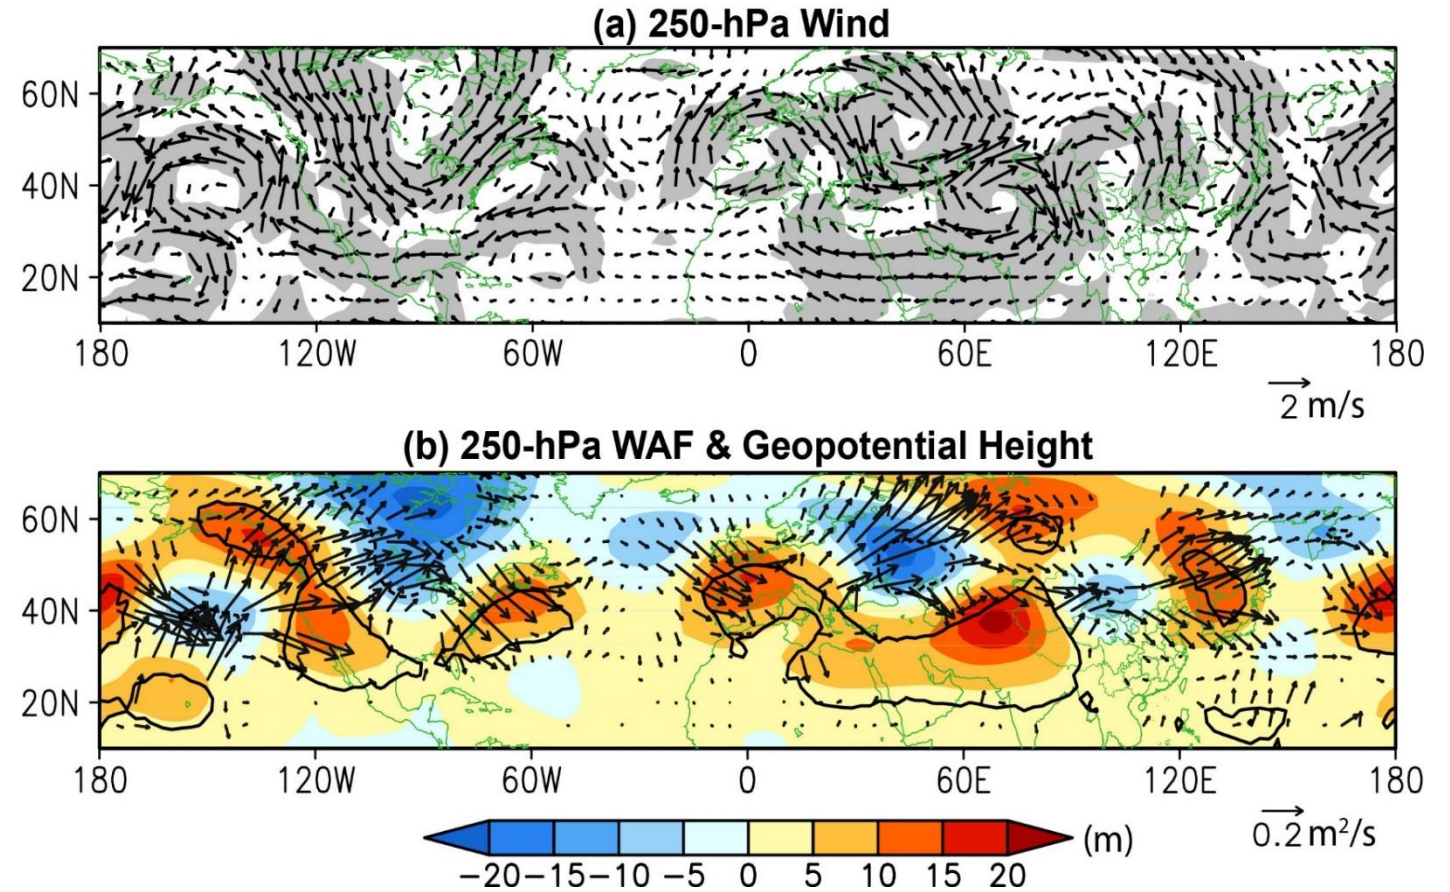 (a) 250-hPa Wind
60N
40N
20N
180 120W 60W 0 60E 120E 180
2 m/s
(b) 250-hPa WAF & Geopotential Height
60N
40N
20N
180 120W 60W 0 60E 120E 180
0.2 m²/s
(m)
−20 −15 −10 −5 0 5 10 15 20